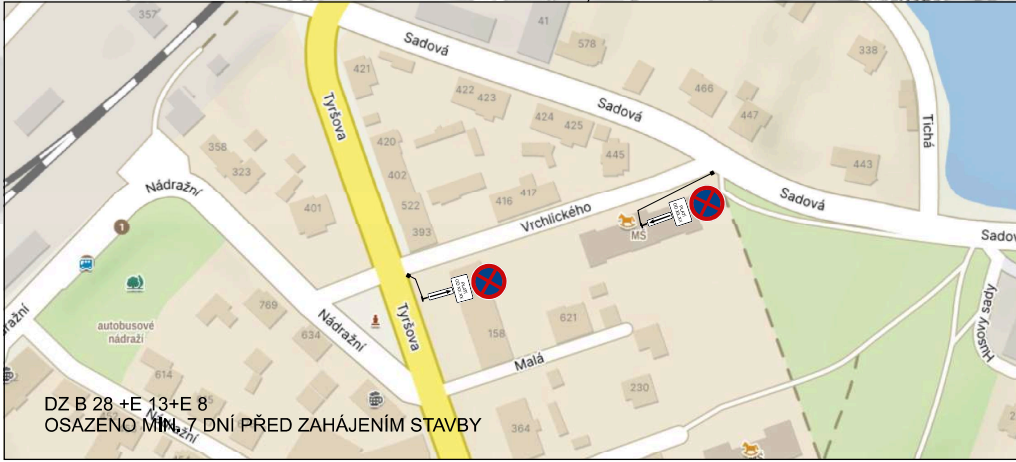 357
41
Sadová
578
338
421
422
423
466
Tyršova
Sadová
447
424
425
Tichá
420
358
445
323
443
402
Nádražní
417
401
416
522
Sadová
Vrchlického
1
393
MŠ
Sadov
769
Husovy sady
autobusové
nádraží
Nádražní
Tyršova
634
158
621
Malá
614
230
DZ B 28 +E 13+E 8
OSAZENO MIN. 7 DNÍ PŘED ZAHÁJENÍM STAVBY
Nádražní
364